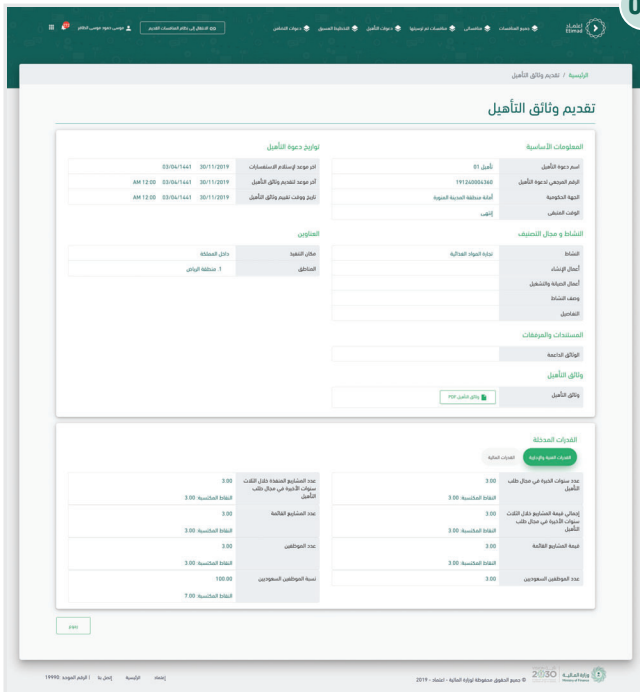 اعتماد
Etimad
جميع المنافسات
منافساتي
منافسات تم ترسيتها
دعوات التأهيل
التخطيط المسبق
دعوات التضامن
الانتقال إلى نظام المنافسات القديم
الرئيسية / تقديم وثائق التأهيل
تقديم وثائق التأهيل
المعلومات الأساسية
اسم دعوة التأهيل تأهيل 01
الرقم المرجعي لدعوة التأهيل 191240004360
الجهة الحكومية أمانة منطقة المدينة المنورة
الوقت المتبقي إنتهى
تواريخ دعوة التأهيل
اخر موعد لإستلام الاستفسارات 30/11/2019 03/04/1441
آخر موعد لتقديم وثائق التأهيل 30/11/2019 03/04/1441 12:00 AM
تاريخ ووقت تقييم وثائق التأهيل 30/11/2019 03/04/1441 12:00 AM
النشاط و مجال التصنيف
النشاط تجارة المواد الغذائية
أعمال الإنشاء
أعمال الصيانة والتشغيل
وصف النشاط
التفاصيل
العناوين
مكان التنفيذ داخل المملكة
المناطق 1. منطقة الرياض
المستندات والمرفقات
الوثائق الداعمة
وثائق التأهيل
وثائق التأهيل وثائق التأهيل PDF
القدرات المدخلة
القدرات الفنية والإدارية
القدرات المالية
عدد سنوات الخبرة في مجال طلب التأهيل 3.00
النقاط المكتسبة: 3.00
إجمالي قيمة المشاريع خلال الثلاث سنوات الأخيرة في مجال طلب التأهيل 3.00
النقاط المكتسبة: 3.00
قيمة المشاريع القائمة 3.00
النقاط المكتسبة: 3.00
عدد الموظفين السعوديين 3.00
عدد المشاريع المنفذة خلال الثلاث سنوات الأخيرة في مجال طلب التأهيل 3.00
النقاط المكتسبة: 3.00
عدد المشاريع القائمة 3.00
النقاط المكتسبة: 3.00
عدد الموظفين 3.00
النقاط المكتسبة: 3.00
نسبة الموظفين السعوديين 100.00
النقاط المكتسبة: 7.00
وزارة المالية
Ministry of Finance
2030
© جميع الحقوق محفوظة لوزارة المالية - اعتماد - 2019
إعتماد
الرئيسية
إتصل بنا | الرقم الموحد 19990